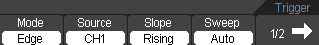 Trigger
Mode Source Slope Sweep
Edge CH1 Rising Auto 1/2